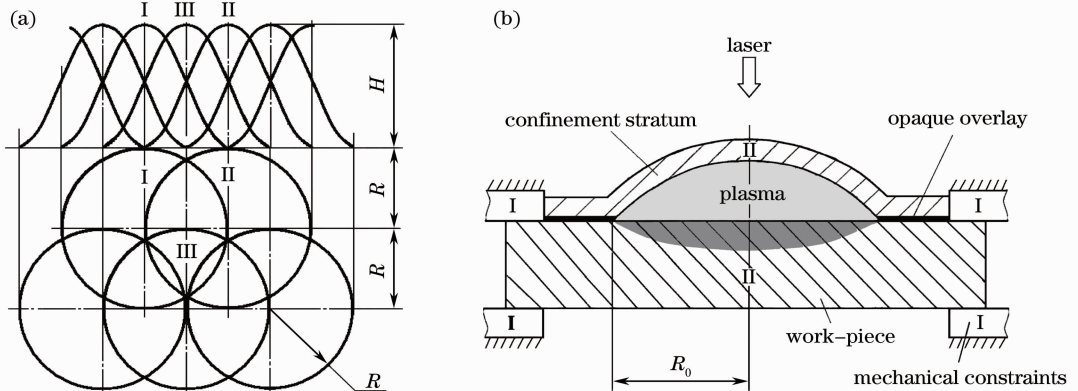 (a)
I III II
H
I II
R
III
R
R
(b)
laser
confinement stratum
opaque overlay
II
plasma
I I
II
I I
work-piece
R0
mechanical constraints